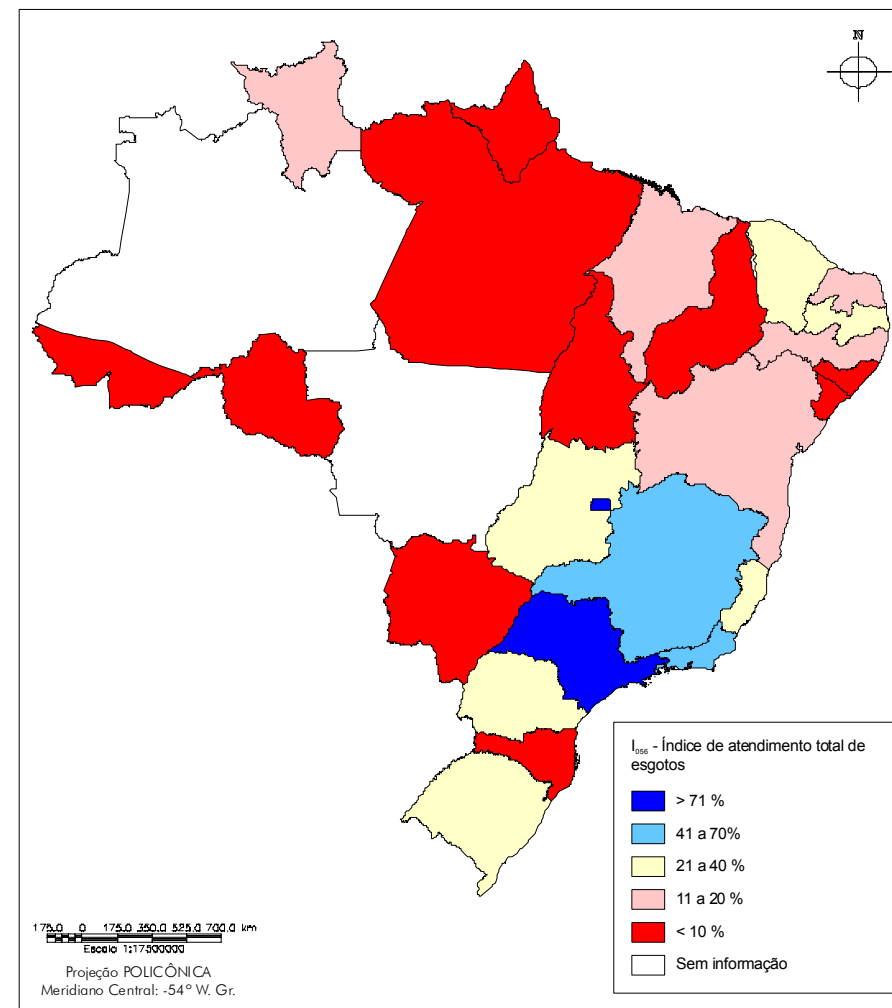 N
I₀₅₆ - Índice de atendimento total de
esgotos
> 71 %
41 a 70%
21 a 40 %
11 a 20 %
< 10 %
Sem informação
175.0 0 175.0 350.0 525.0 700.0 km
Escala 1:17500000
Projeção POLICÔNICA
Meridiano Central: -54º W. Gr.